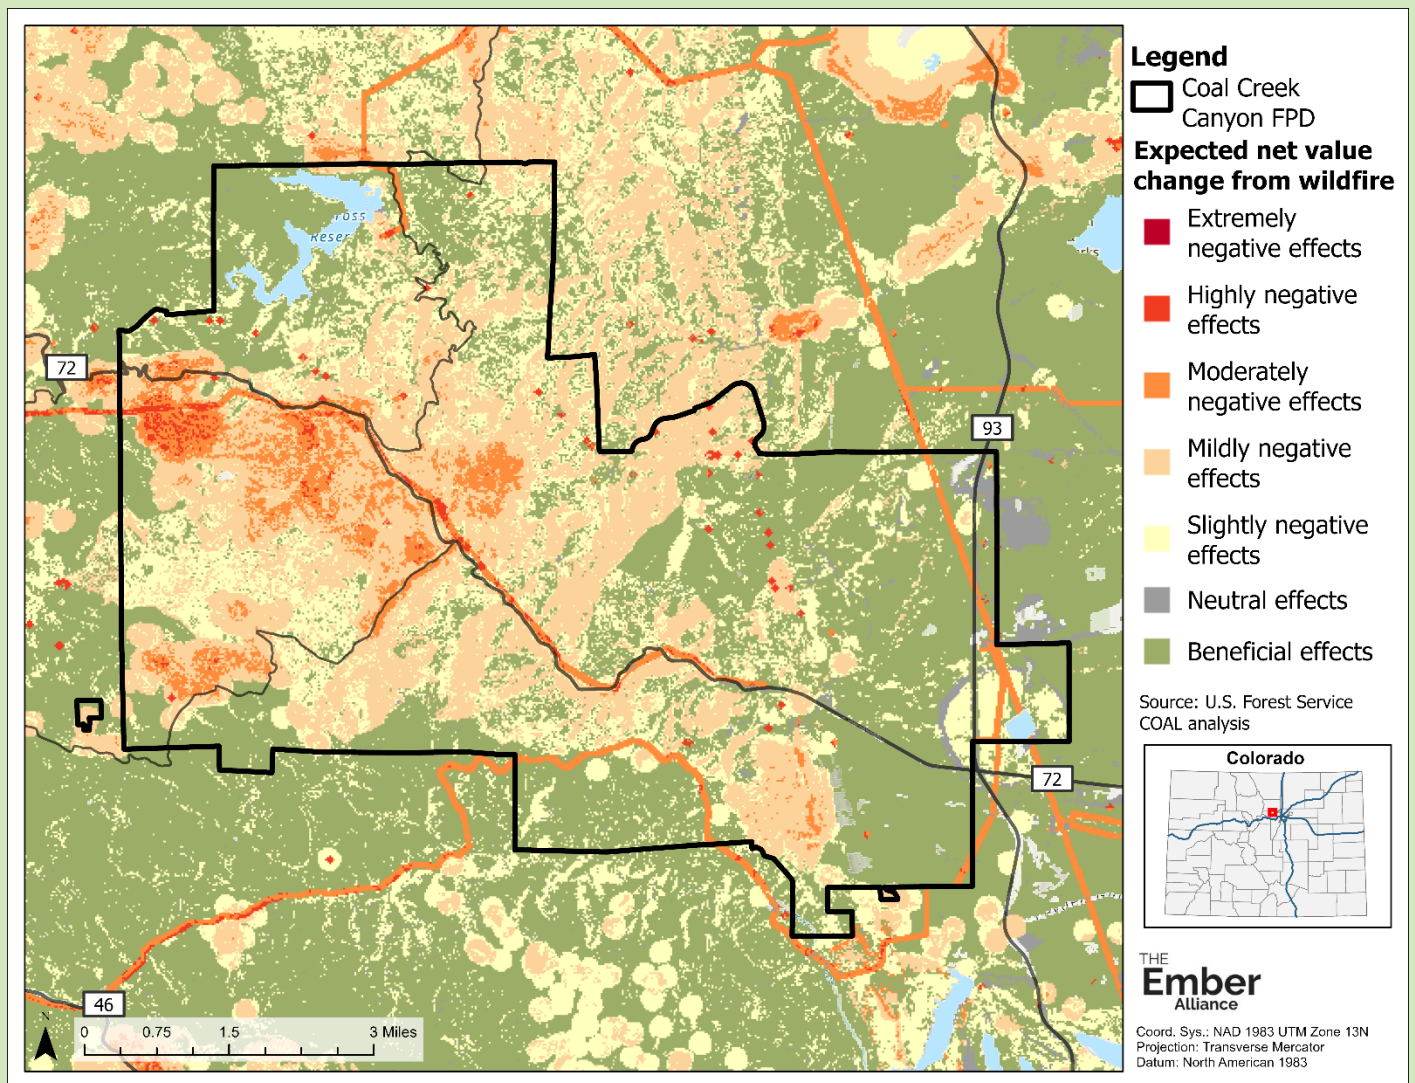 Legend
Coal Creek
Canyon FPD
Expected net value
change from wildfire
Extremely
negative effects
Highly negative
effects
Moderately
negative effects
Mildly negative
effects
Slightly negative
effects
Neutral effects
Beneficial effects
Source: U.S. Forest Service
COAL analysis
Colorado
THE
Ember
Alliance
Coord. Sys.: NAD 1983 UTM Zone 13N
Projection: Transverse Mercator
Datum: North American 1983
ross
Reser
rks
72
93
72
46
N
0 0.75 1.5 3 Miles